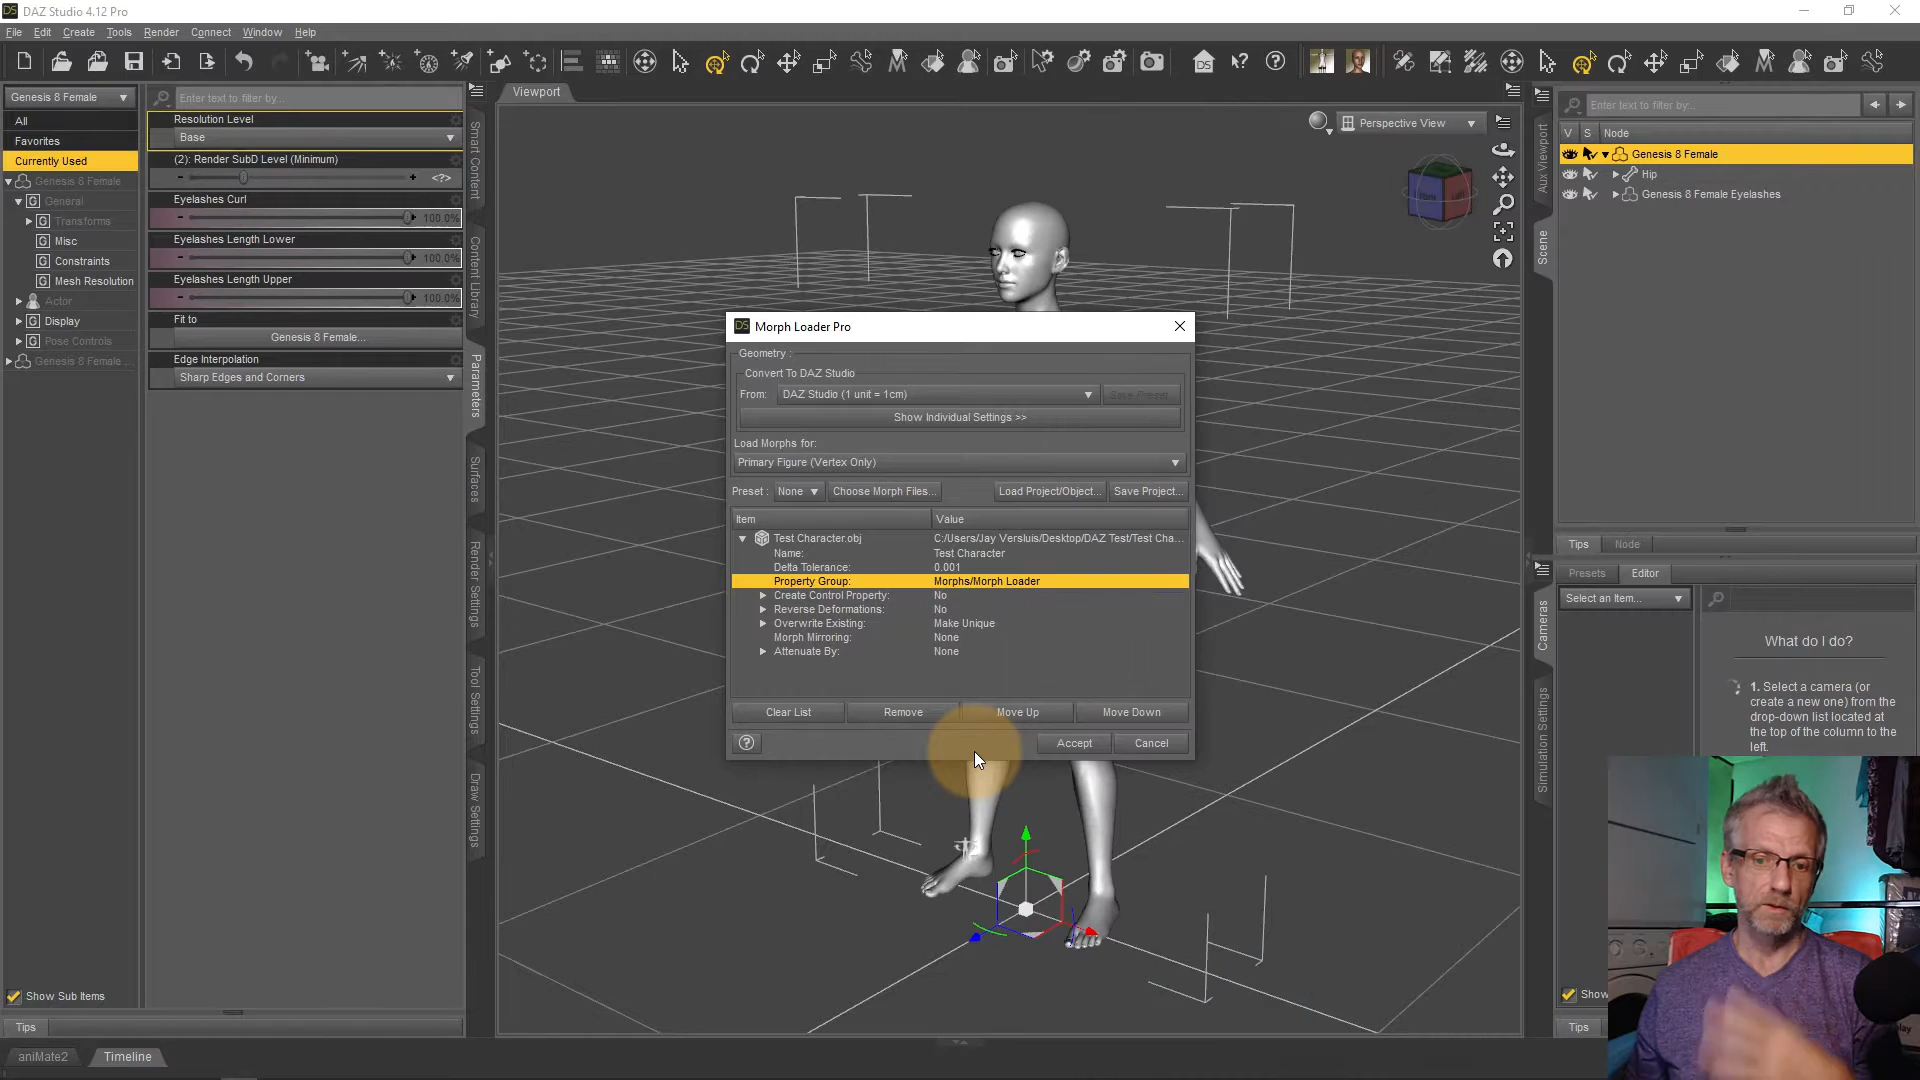 DAZ Studio 4.12 Pro
File Edit Create Tools Render Connect Window Help
Genesis 8 Female
All
Favorites
Currently Used
Genesis 8 Female
General
Transforms
Misc
Constraints
Mesh Resolution
Actor
Display
Pose Controls
Genesis 8 Female ...
Show Sub Items
Tips
aniMate2 Timeline
Enter text to filter by...
Resolution Level
Base
(2): Render SubD Level (Minimum)
- + <?>
Eyelashes Curl
- + 100.0%
Eyelashes Length Lower
- + 100.0%
Eyelashes Length Upper
- + 100.0%
Fit to
Genesis 8 Female...
Edge Interpolation
Sharp Edges and Corners
Smart Content
Content Library
Parameters
Surfaces
Render Settings
Tool Settings
Draw Settings
Viewport
Perspective View
Morph Loader Pro
Geometry :
Convert To DAZ Studio
From: DAZ Studio (1 unit = 1cm) Save Preset...
Show Individual Settings >>
Load Morphs for:
Primary Figure (Vertex Only)
Preset : None Choose Morph Files... Load Project/Object... Save Project...
Item Value
Test Character.obj C:/Users/Jay Versluis/Desktop/DAZ Test/Test Cha...
Name: Test Character
Delta Tolerance: 0.001
Property Group: Morphs/Morph Loader
Create Control Property: No
Reverse Deformations: No
Overwrite Existing: Make Unique
Morph Mirroring: None
Attenuate By: None
Clear List Remove Move Up Move Down
? Accept Cancel
Aux Viewport
Scene
Cameras
Simulation Settings
Enter text to filter by...
V S Node
Genesis 8 Female
Hip
Genesis 8 Female Eyelashes
Tips Node
Presets Editor
Select an Item...
What do I do?
1. Select a camera (or
create a new one) from the
drop-down list located at
the top of the column to the
left.
Show
Tips